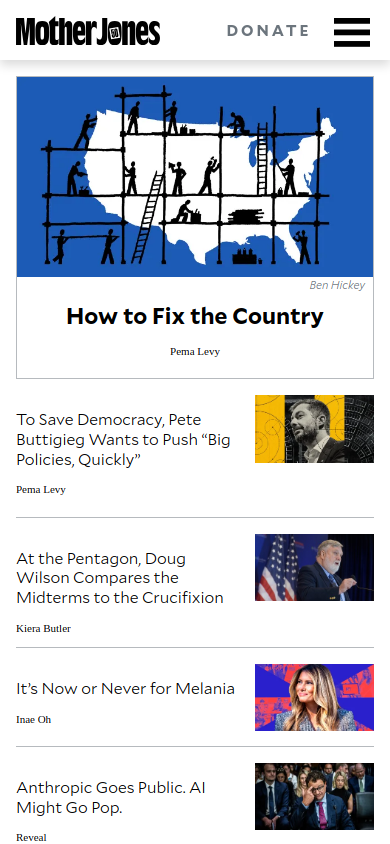 Mother Jones
DONATE
Ben Hickey
How to Fix the Country
Pema Levy
To Save Democracy, Pete
Buttigieg Wants to Push “Big
Policies, Quickly”
Pema Levy
At the Pentagon, Doug
Wilson Compares the
Midterms to the Crucifixion
Kiera Butler
It’s Now or Never for Melania
Inae Oh
Anthropic Goes Public. AI
Might Go Pop.
Reveal